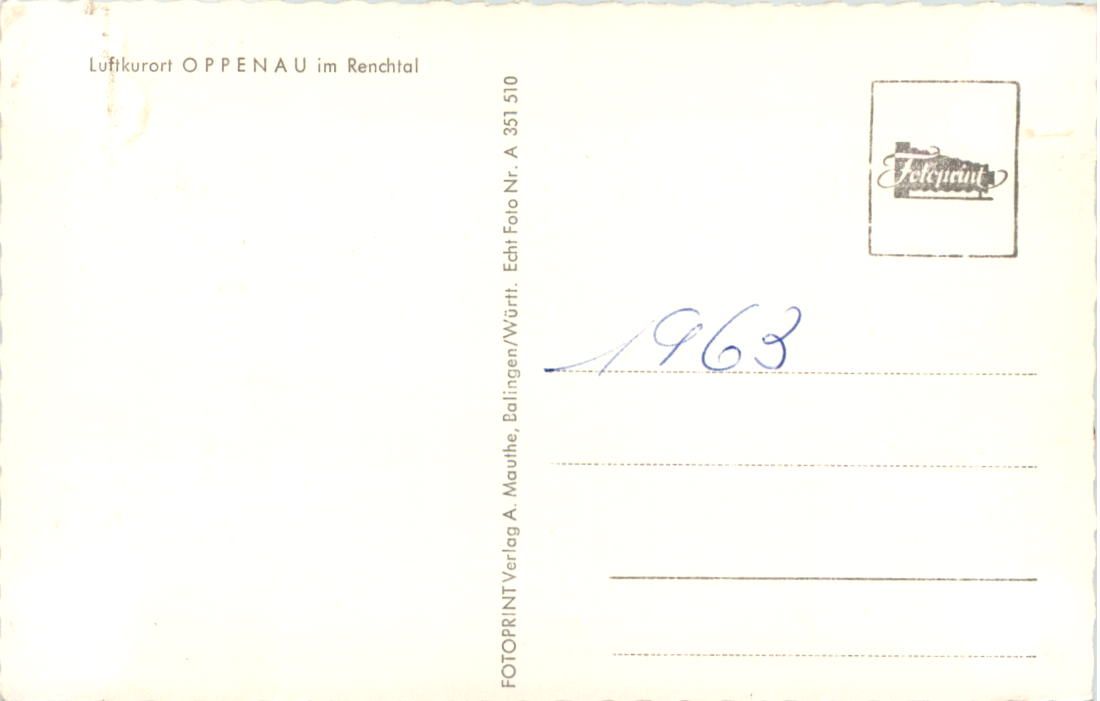 Luftkurort OPPENAU im Renchtal
FOTOPRINT Verlag A. Mauthe, Balingen/Württ. Echt Foto Nr. A 351 510
Fotoprint
1963